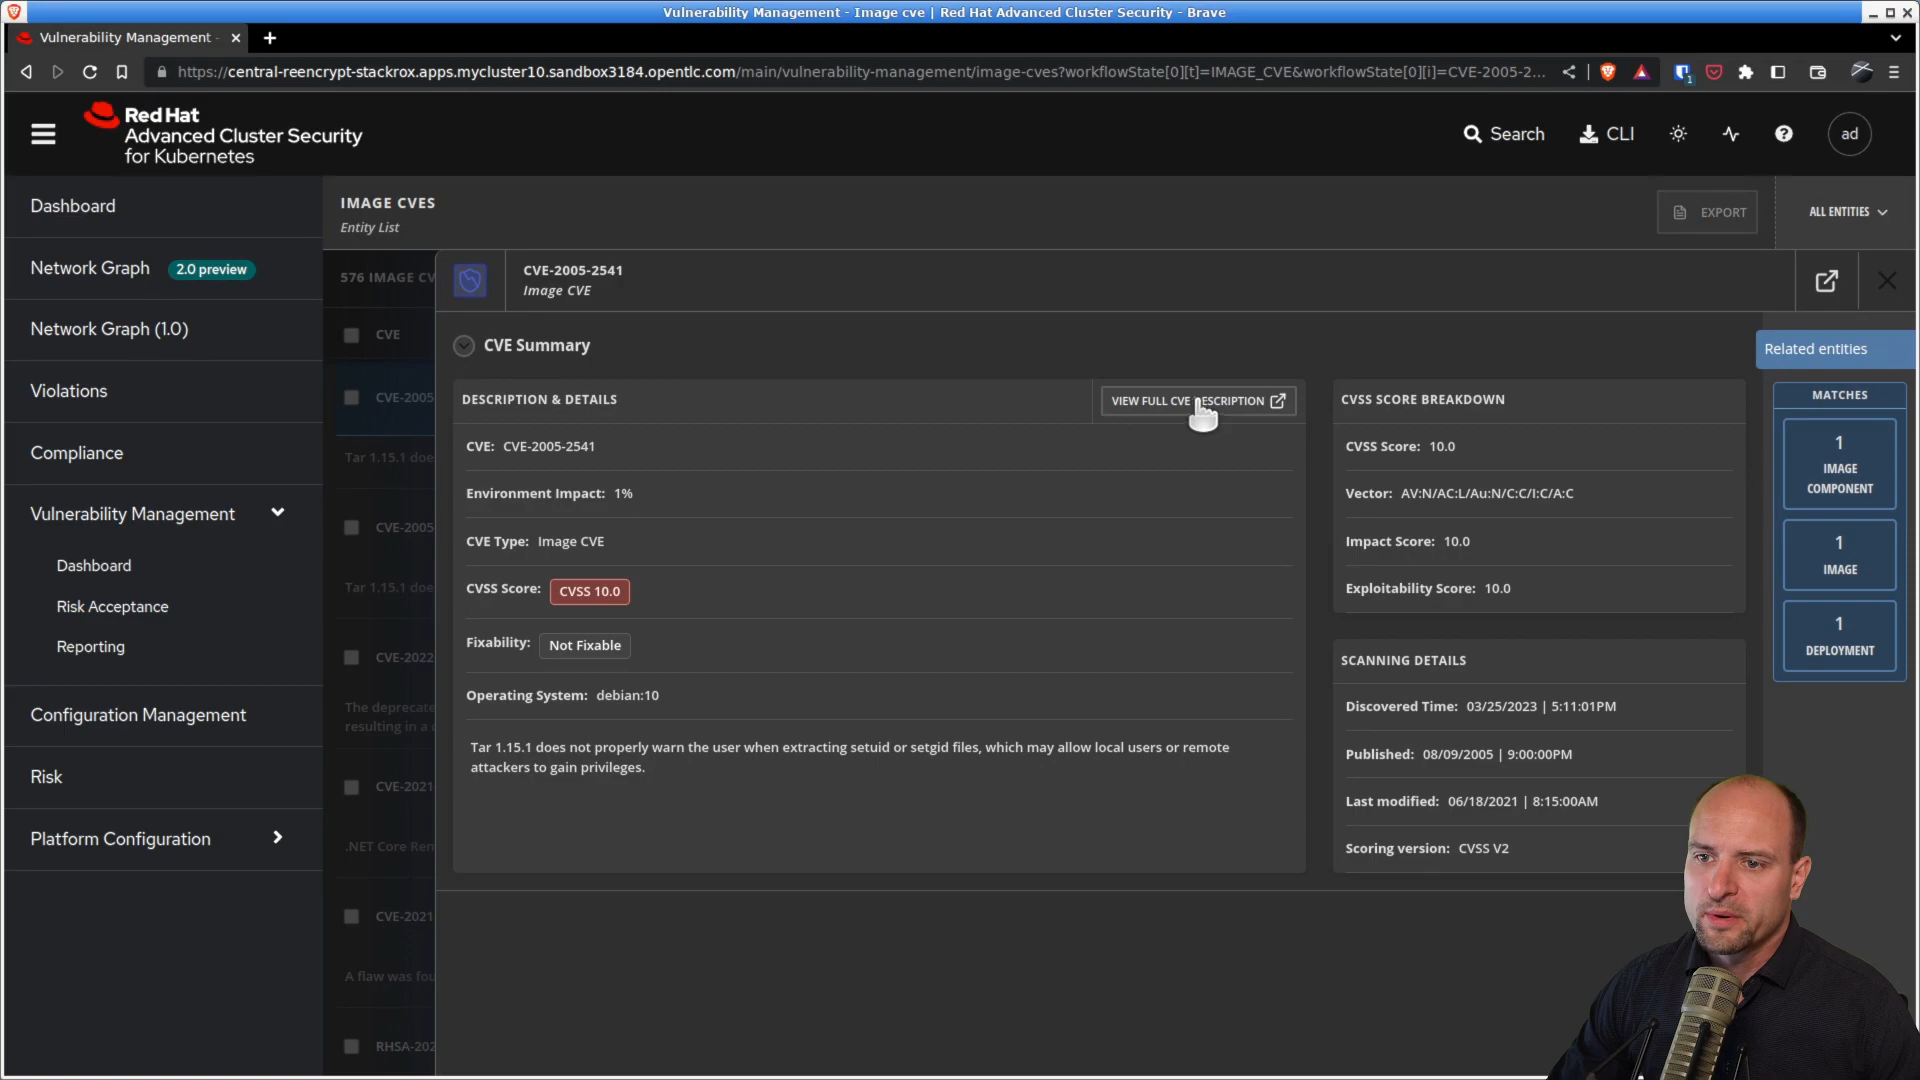 Vulnerability Management - Image cve | Red Hat Advanced Cluster Security - Brave
Vulnerability Management -
https://central-reencrypt-stackrox.apps.mycluster10.sandbox3184.opentlc.com/main/vulnerability-management/image-cves?workflowState[0][t]=IMAGE_CVE&workflowState[0][i]=CVE-2005-2...
1
Red Hat
Advanced Cluster Security
for Kubernetes
Search
CLI
ad
Dashboard
Network Graph 2.0 preview
Network Graph (1.0)
Violations
Compliance
Vulnerability Management
Dashboard
Risk Acceptance
Reporting
Configuration Management
Risk
Platform Configuration
IMAGE CVES
Entity List
EXPORT
ALL ENTITIES
576 IMAGE CV
CVE
CVE-2005
Tar 1.15.1 doe
CVE-2005
Tar 1.15.1 doe
CVE-2022
The deprecate
resulting in a
CVE-2021
.NET Core Ren
CVE-2021
A flaw was fou
RHSA-202
CVE-2005-2541
Image CVE
CVE Summary
DESCRIPTION & DETAILS
VIEW FULL CVE
CVE: CVE-2005-2541
Environment Impact: 1%
CVE Type: Image CVE
CVSS Score: CVSS 10.0
Fixability: Not Fixable
Operating System: debian:10
Tar 1.15.1 does not properly warn the user when extracting setuid or setgid files, which may allow local users or remote
attackers to gain privileges.
CVSS SCORE BREAKDOWN
CVSS Score: 10.0
Vector: AV:N/AC:L/Au:N/C:C/I:C/A:C
Impact Score: 10.0
Exploitability Score: 10.0
SCANNING DETAILS
Discovered Time: 03/25/2023 | 5:11:01PM
Published: 08/09/2005 | 9:00:00PM
Last modified: 06/18/2021 | 8:15:00AM
Scoring version: CVSS V2
Related entities
MATCHES
1
IMAGE
COMPONENT
1
IMAGE
1
DEPLOYMENT